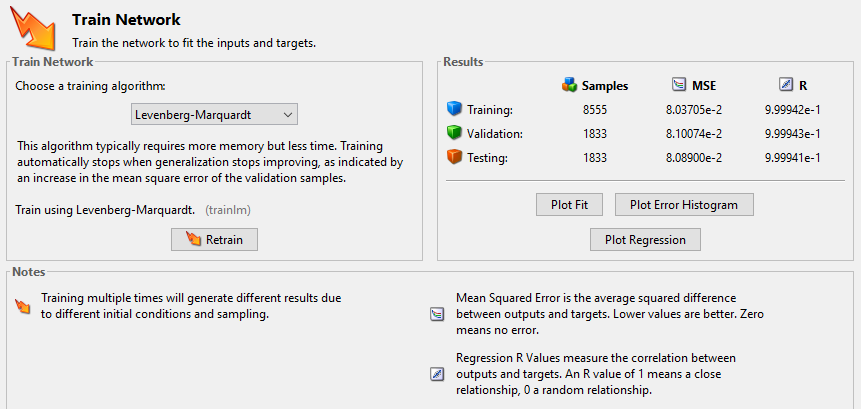 Train Network
Train the network to fit the inputs and targets.
Train Network
Choose a training algorithm:
Levenberg-Marquardt
This algorithm typically requires more memory but less time. Training
automatically stops when generalization stops improving, as indicated by
an increase in the mean square error of the validation samples.
Train using Levenberg-Marquardt. (trainlm)
Retrain
Results
Samples MSE R
Training: 8555 8.03705e-2 9.99942e-1
Validation: 1833 8.10074e-2 9.99943e-1
Testing: 1833 8.08900e-2 9.99941e-1
Plot Fit Plot Error Histogram
Plot Regression
Notes
Training multiple times will generate different results due
to different initial conditions and sampling.
Mean Squared Error is the average squared difference
between outputs and targets. Lower values are better. Zero
means no error.
Regression R Values measure the correlation between
outputs and targets. An R value of 1 means a close
relationship, 0 a random relationship.